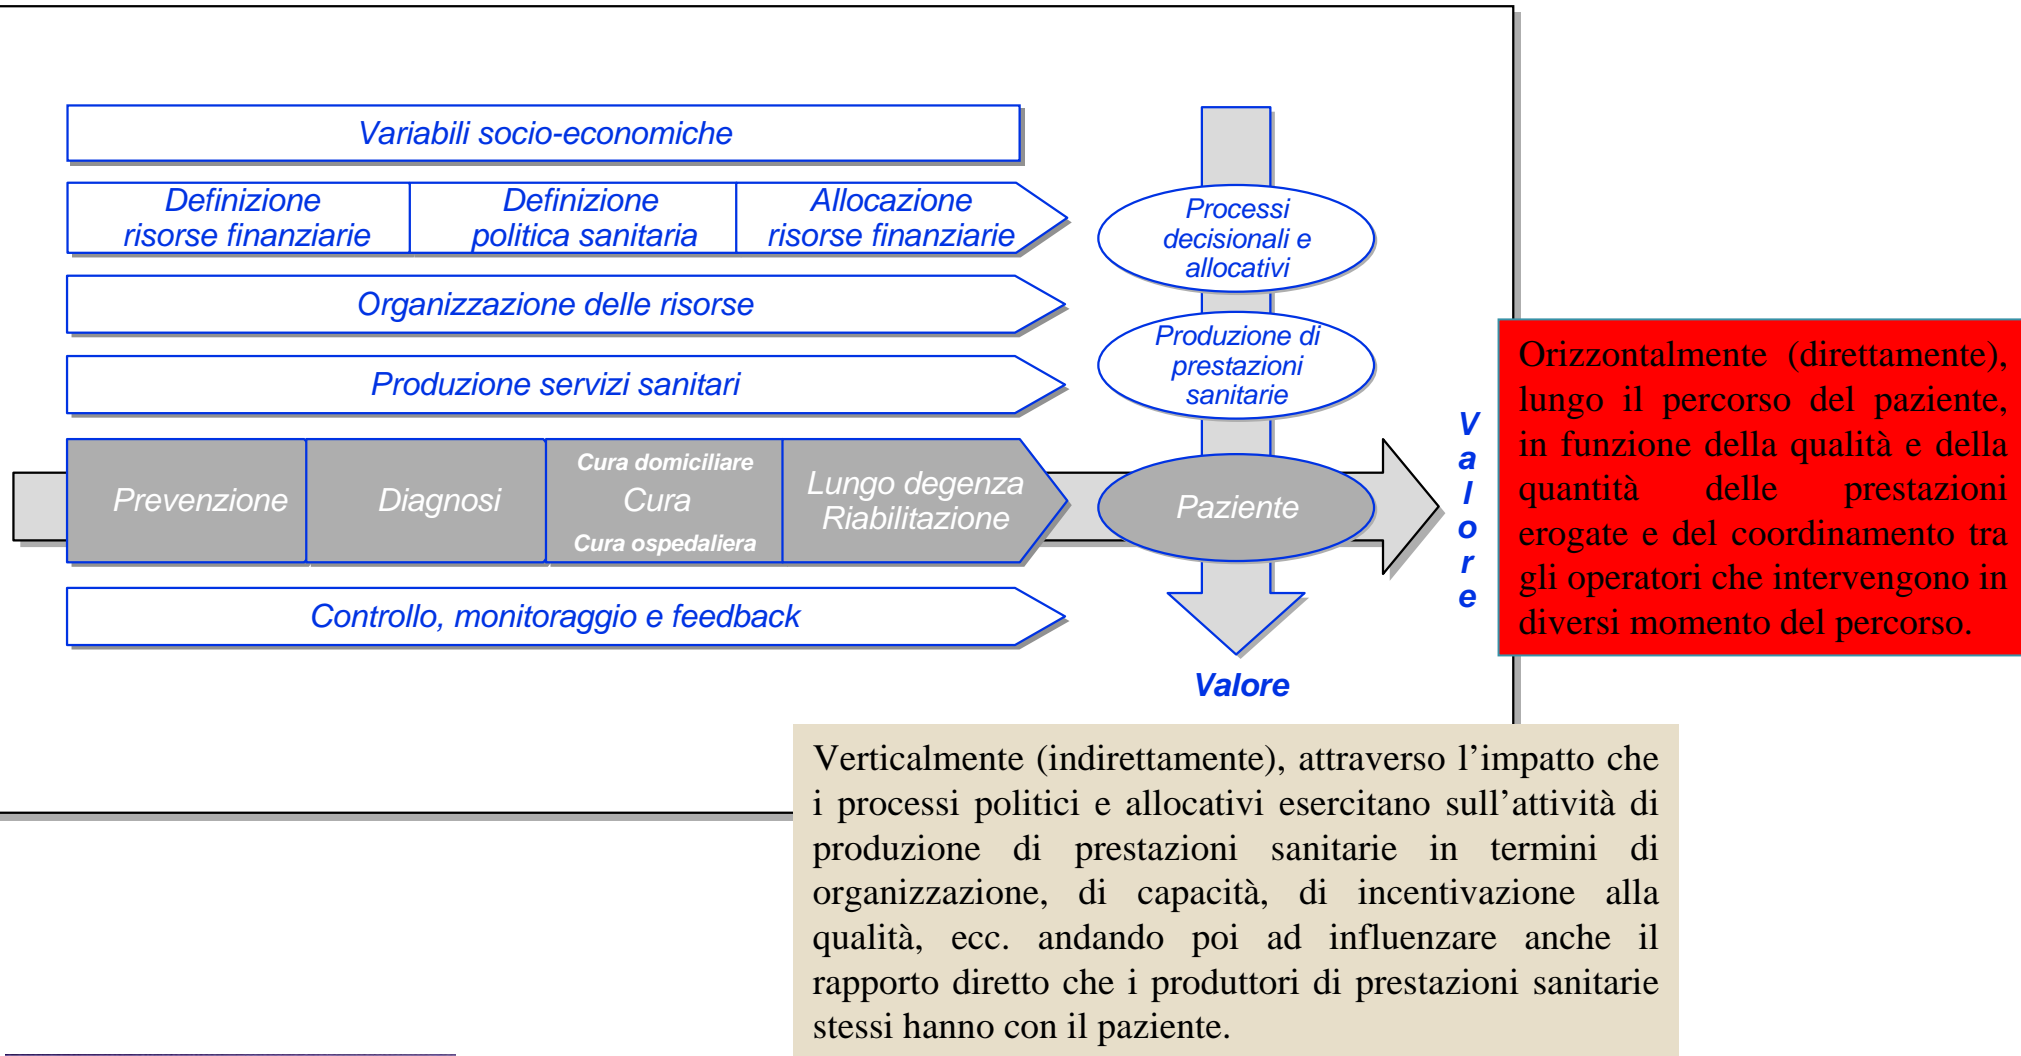 Variabili socio-economiche
Definizione
risorse finanziarie
Definizione
politica sanitaria
Allocazione
risorse finanziarie
Processi
decisionali e
allocativi
Organizzazione delle risorse
Produzione di
prestazioni
sanitarie
Produzione servizi sanitari
Prevenzione
Diagnosi
Cura domiciliare
Cura
Cura ospedaliera
Lungo degenza
Riabilitazione
Paziente
Valore
Controllo, monitoraggio e feedback
Valore
Orizzontalmente (direttamente),
lungo il percorso del paziente,
in funzione della qualità e della
quantità delle prestazioni
erogate e del coordinamento tra
gli operatori che intervengono in
diversi momento del percorso.
Verticalmente (indirettamente), attraverso l’impatto che
i processi politici e allocativi esercitano sull’attività di
produzione di prestazioni sanitarie in termini di
organizzazione, di capacità, di incentivazione alla
qualità, ecc. andando poi ad influenzare anche il
rapporto diretto che i produttori di prestazioni sanitarie
stessi hanno con il paziente.